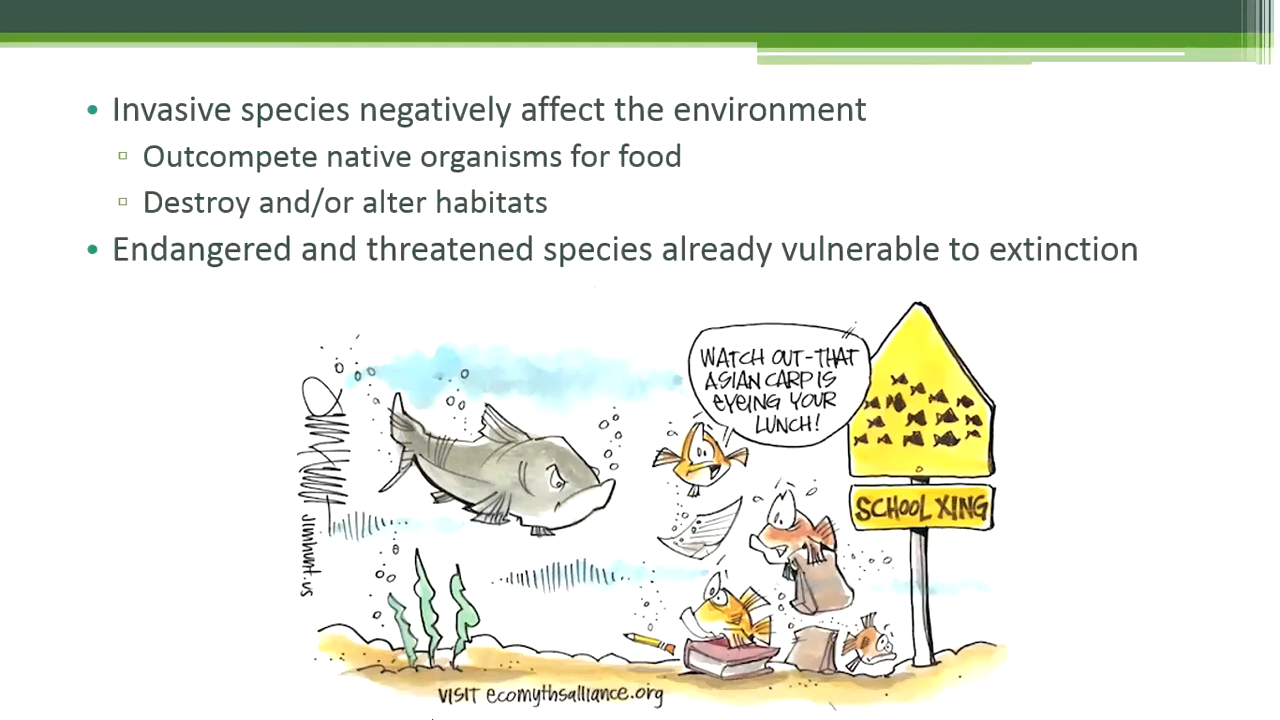 Invasive species negatively affect the environment
Outcompete native organisms for food
Destroy and/or alter habitats
Endangered and threatened species already vulnerable to extinction
WATCH OUT-THAT
ASIAN CARP IS
EYEING YOUR
LUNCH!
SCHOOL XING
Jimhunt.us
VISIT ecomythsalliance.org